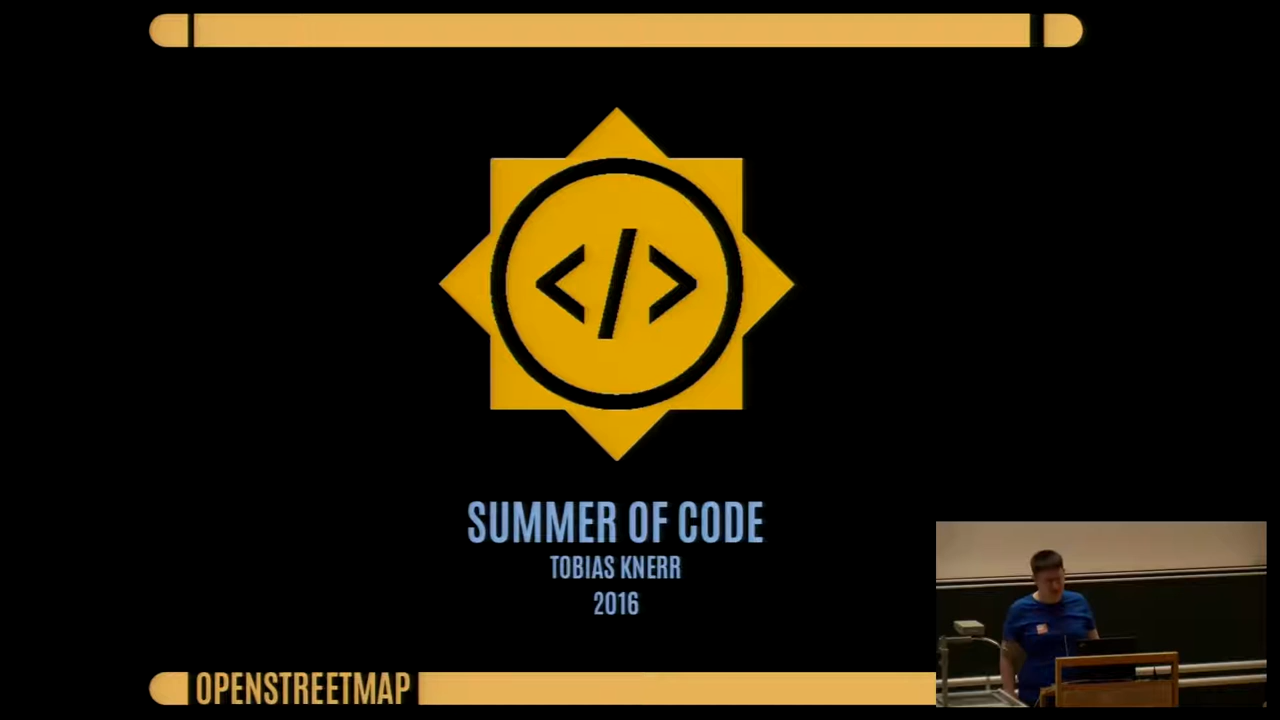 </>
SUMMER OF CODE
TOBIAS KNERR
2016
OPENSTREETMAP